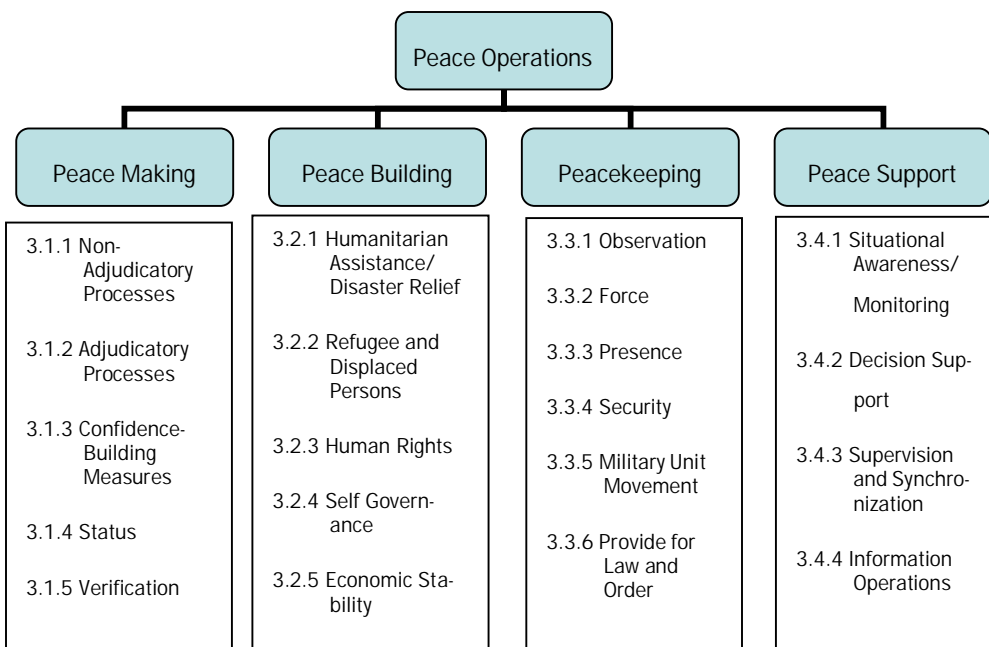 Peace Operations
Peace Making
Peace Building
Peacekeeping
Peace Support
3.1.1 Non-
Adjudicatory
Processes
3.1.2 Adjudicatory
Processes
3.1.3 Confidence-
Building
Measures
3.1.4 Status
3.1.5 Verification
3.2.1 Humanitarian
Assistance/
Disaster Relief
3.2.2 Refugee and
Displaced
Persons
3.2.3 Human Rights
3.2.4 Self Govern-
ance
3.2.5 Economic Sta-
bility
3.3.1 Observation
3.3.2 Force
3.3.3 Presence
3.3.4 Security
3.3.5 Military Unit
Movement
3.3.6 Provide for
Law and
Order
3.4.1 Situational
Awareness/
Monitoring
3.4.2 Decision Sup-
port
3.4.3 Supervision
and Synchro-
nization
3.4.4 Information
Operations